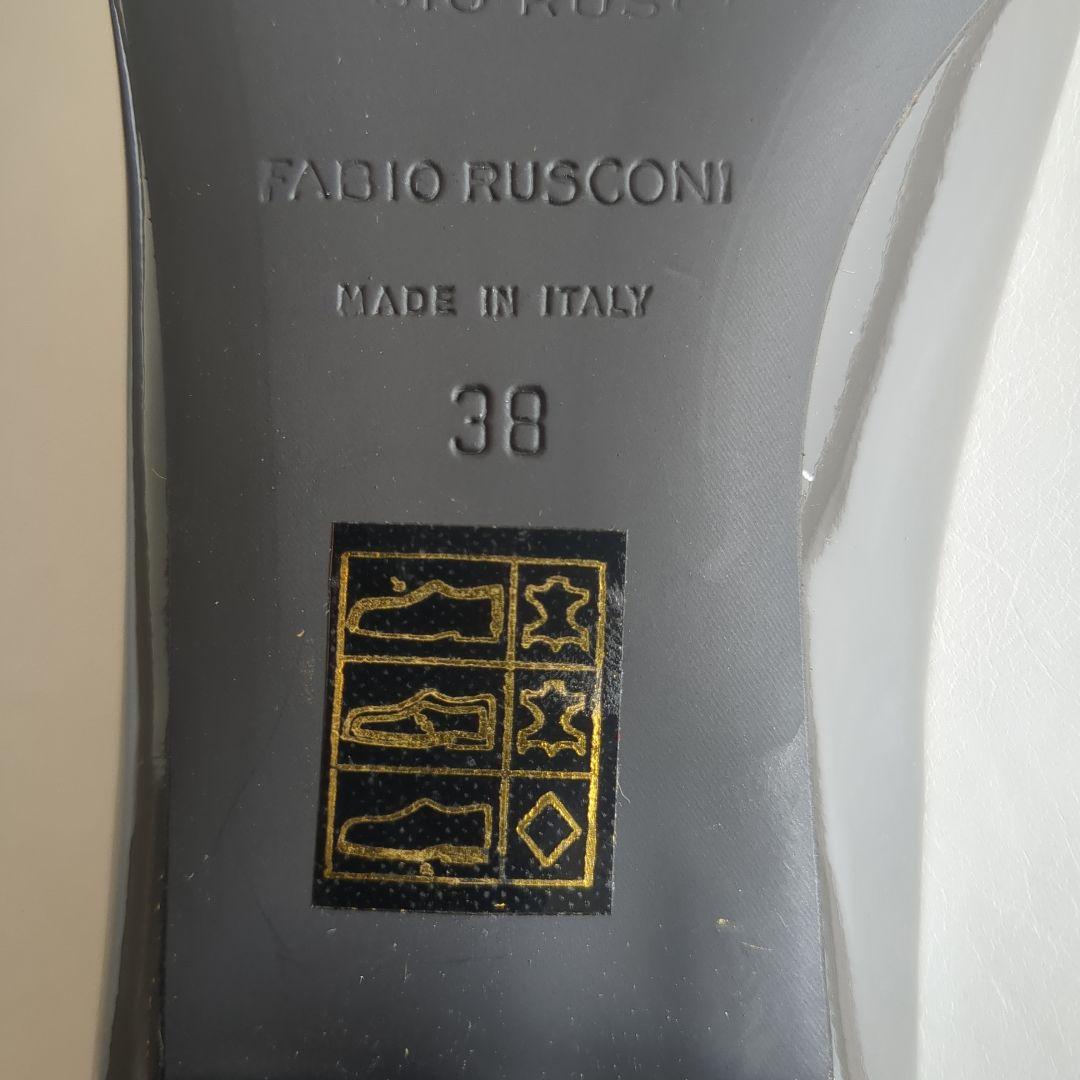 FABIO RUSCONI
MADE IN ITALY
38